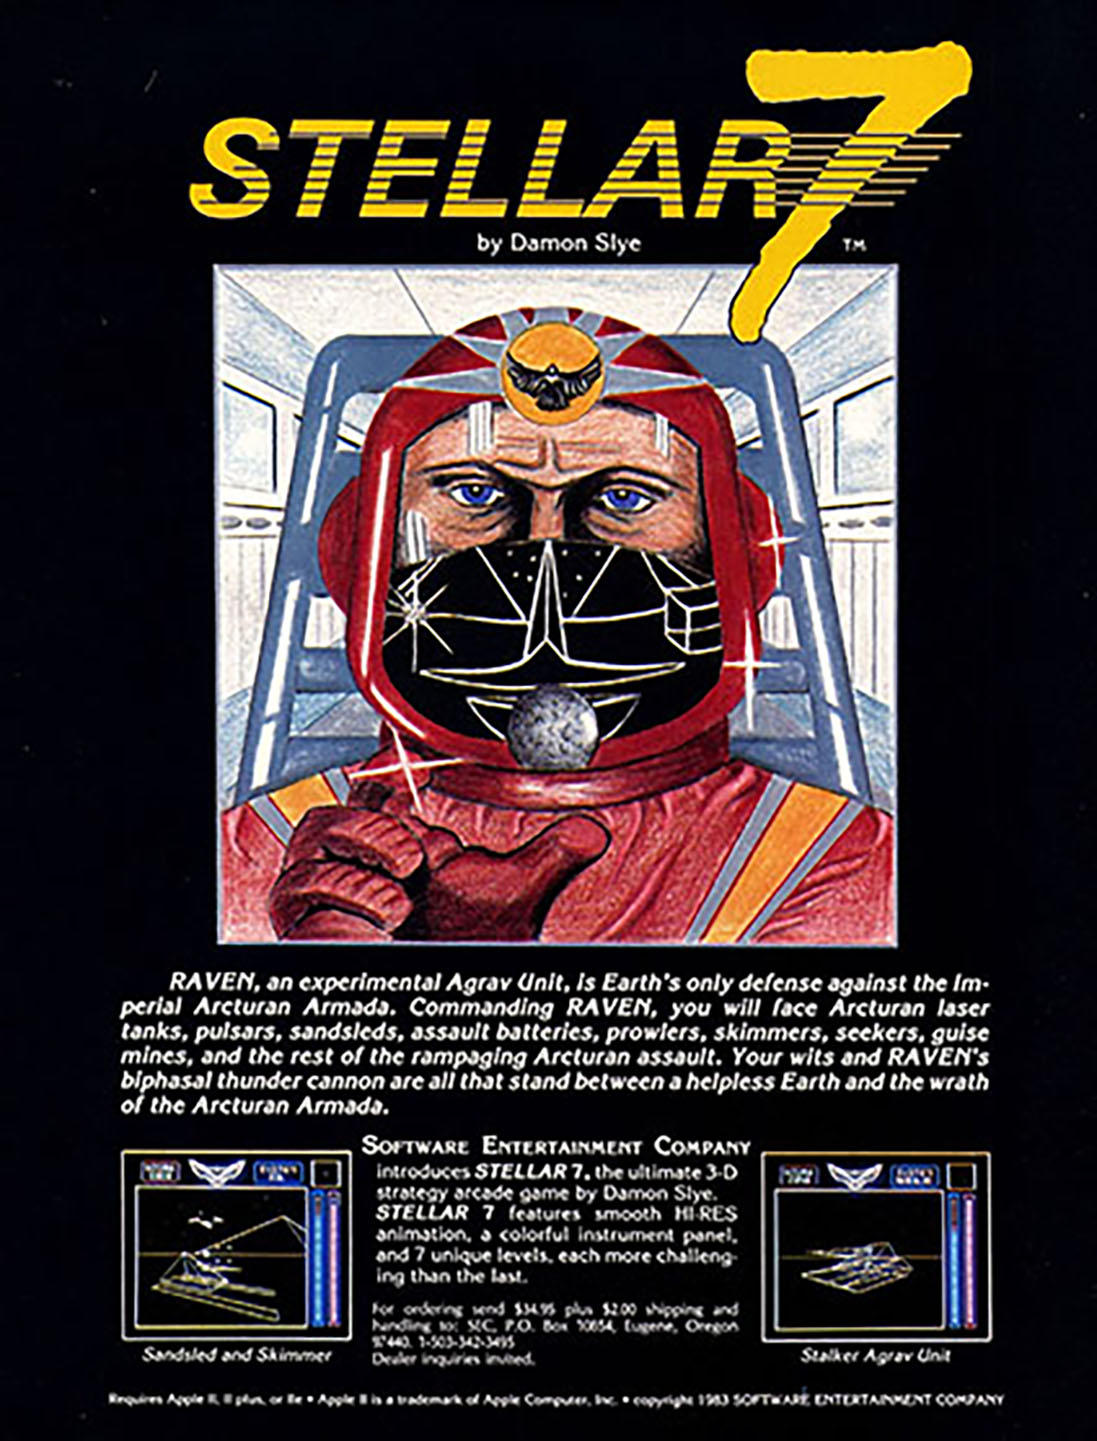 STELLAR 7
by Damon Slye
TM
RAVEN, an experimental Agrav Unit, is Earth's only defense against the Im-
perial Arcturan Armada. Commanding RAVEN, you will face Arcturan laser
tanks, pulsars, sandsleds, assault batteries, prowlers, skimmers, seekers, guise
mines, and the rest of the rampaging Arcturan assault. Your wits and RAVEN's
biphasal thunder cannon are all that stand between a helpless Earth and the wrath
of the Arcturan Armada.
SOFTWARE ENTERTAINMENT COMPANY
introduces STELLAR 7, the ultimate 3-D
strategy arcade game by Damon Slye.
STELLAR 7 features smooth HI-RES
animation, a colorful instrument panel,
and 7 unique levels, each more challeng-
ing than the last.
For ordering send $34.95 plus $2.00 shipping and
handling to: SEC, P.O. Box 10854, Eugene, Oregon
97440. 1-503-342-3495
Dealer inquiries invited.
Sandsled and Skimmer
Stalker Agrav Unit
Requires Apple II, II plus, or IIe • Apple II is a trademark of Apple Computer, Inc. • copyright 1983 SOFTWARE ENTERTAINMENT COMPANY